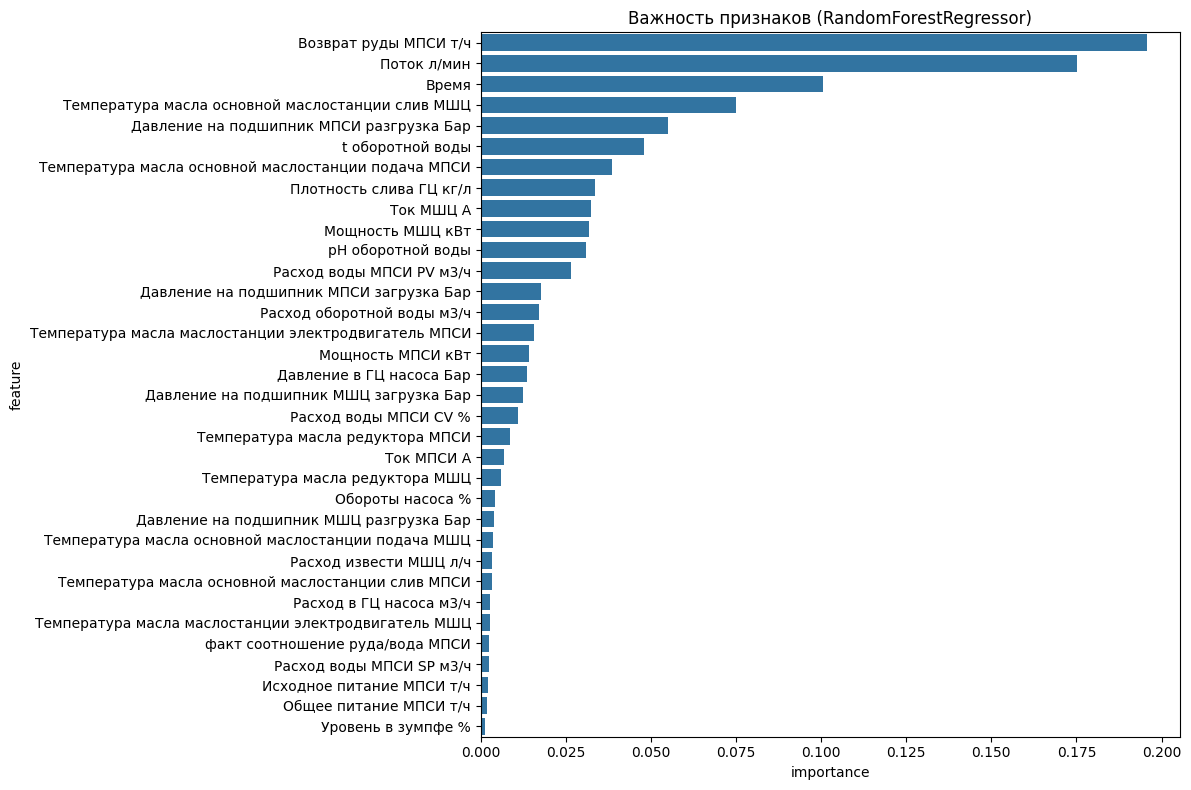 Важность признаков (RandomForestRegressor)
Возврат руды МПСИ т/ч
Поток л/мин
Время
Температура масла основной маслостанции слив МШЦ
Давление на подшипник МПСИ разгрузка Бар
t оборотной воды
Температура масла основной маслостанции подача МПСИ
Плотность слива ГЦ кг/л
Ток МШЦ А
Мощность МШЦ кВт
pH оборотной воды
Расход воды МПСИ PV м3/ч
Давление на подшипник МПСИ загрузка Бар
Расход оборотной воды м3/ч
Температура масла маслостанции электродвигатель МПСИ
Мощность МПСИ кВт
Давление в ГЦ насоса Бар
Давление на подшипник МШЦ загрузка Бар
Расход воды МПСИ CV %
Температура масла редуктора МПСИ
Ток МПСИ А
Температура масла редуктора МШЦ
Обороты насоса %
Давление на подшипник МШЦ разгрузка Бар
Температура масла основной маслостанции подача МШЦ
Расход извести МШЦ л/ч
Температура масла основной маслостанции слив МПСИ
Расход в ГЦ насоса м3/ч
Температура масла маслостанции электродвигатель МШЦ
факт соотношение руда/вода МПСИ
Расход воды МПСИ SP м3/ч
Исходное питание МПСИ т/ч
Общее питание МПСИ т/ч
Уровень в зумпфе %
feature
0.000 0.025 0.050 0.075 0.100 0.125 0.150 0.175 0.200
importance